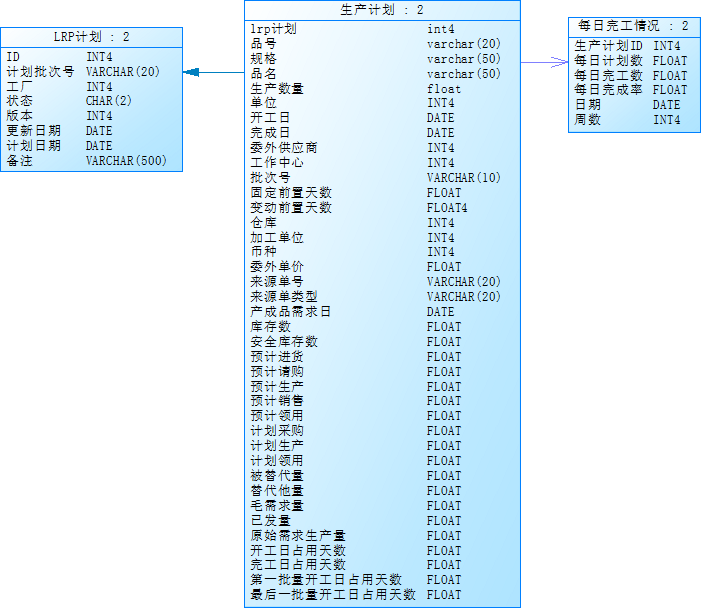 LRP计划 : 2
ID INT4
计划批次号 VARCHAR(20)
工厂 INT4
状态 CHAR(2)
版本 INT4
更新日期 DATE
计划日期 DATE
备注 VARCHAR(500)
生产计划 : 2
lrp计划 int4
品号 varchar(20)
规格 varchar(50)
品名 varchar(50)
生产数量 float
单位 INT4
开工日 DATE
完成日 DATE
委外供应商 INT4
工作中心 INT4
批次号 VARCHAR(10)
固定前置天数 FLOAT
变动前置天数 FLOAT4
仓库 INT4
加工单位 INT4
币种 INT4
委外单价 FLOAT
来源单号 VARCHAR(20)
来源单类型 VARCHAR(20)
产成品需求日 DATE
库存数 FLOAT
安全库存数 FLOAT
预计进货 FLOAT
预计请购 FLOAT
预计生产 FLOAT
预计销售 FLOAT
预计领用 FLOAT
计划采购 FLOAT
计划生产 FLOAT
计划领用 FLOAT
被替代量 FLOAT
替代他量 FLOAT
毛需求量 FLOAT
已发量 FLOAT
原始需求生产量 FLOAT
开工日占用天数 FLOAT
完工日占用天数 FLOAT
第一批量开工日占用天数 FLOAT
最后一批量开工日占用天数 FLOAT
每日完工情况 : 2
生产计划ID INT4
每日计划数 FLOAT
每日完工数 FLOAT
每日完成率 FLOAT
日期 DATE
周数 INT4